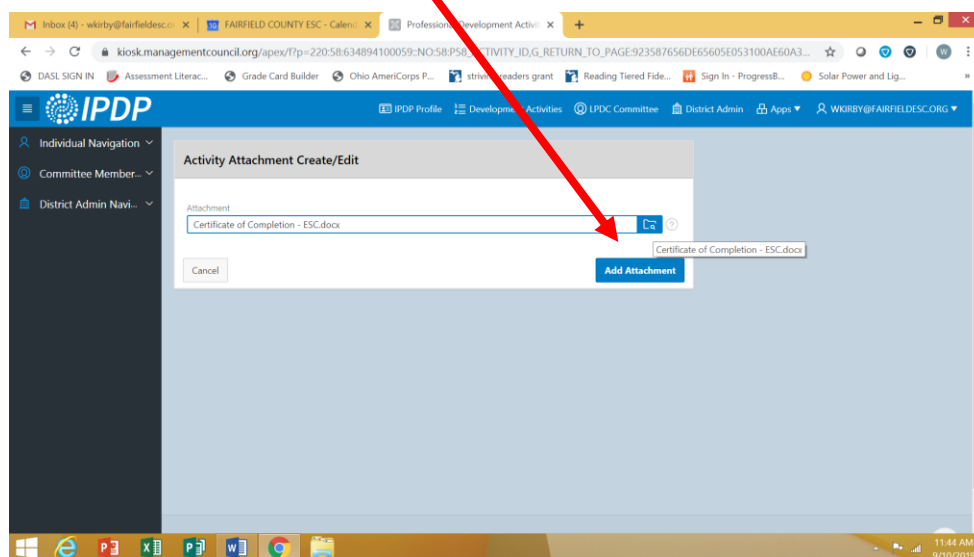 Inbox (4) - wkirby@fairfieldesc.or
FAIRFIELD COUNTY ESC - Calend
Professional Development Activi
kiosk.managementcouncil.org/apex/f?p=220:58:634894100059::NO:58:P58_ACTIVITY_ID,G_RETURN_TO_PAGE:923587656DE65605E053100AE60A3...
DASL SIGN IN
Assessment Literac...
Grade Card Builder
Ohio AmeriCorps P...
striving readers grant
Reading Tiered Fide...
Sign In - ProgressB...
Solar Power and Lig...
»
IPDP
IPDP Profile
Development Activities
LPDC Committee
District Admin
Apps
WKIRBY@FAIRFIELDESC.ORG
Individual Navigation
Committee Member...
District Admin Navi...
Activity Attachment Create/Edit
Attachment
Certificate of Completion - ESC.docx
Certificate of Completion - ESC.docx
Cancel
Add Attachment
11:44 AM